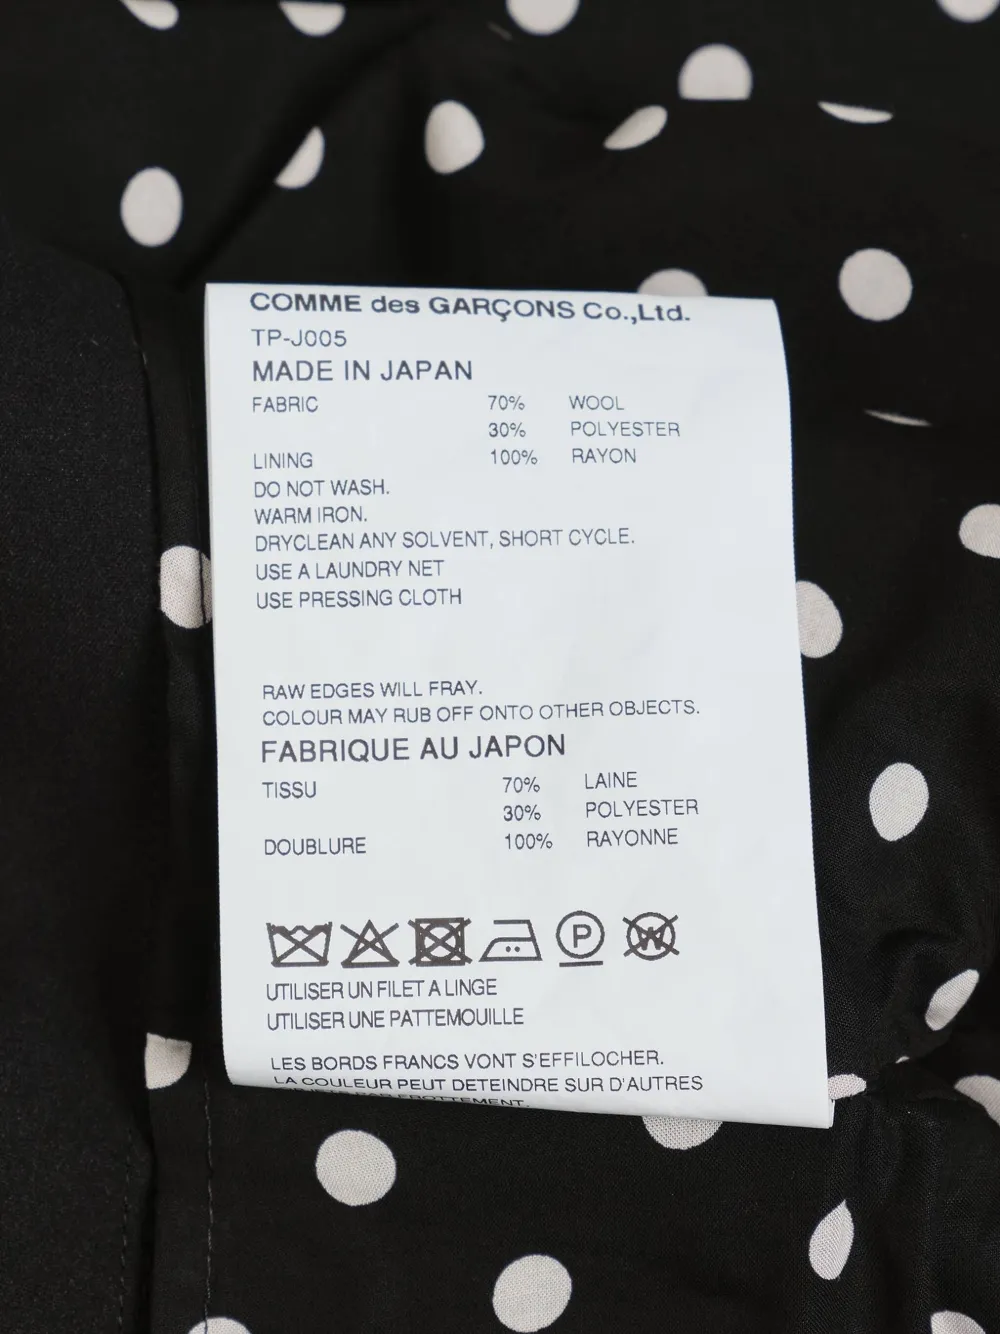 COMME des GARÇONS Co.,Ltd.
TP-J005
MADE IN JAPAN
FABRIC 70% WOOL
30% POLYESTER
LINING 100% RAYON
DO NOT WASH.
WARM IRON.
DRYCLEAN ANY SOLVENT, SHORT CYCLE.
USE A LAUNDRY NET
USE PRESSING CLOTH
RAW EDGES WILL FRAY.
COLOUR MAY RUB OFF ONTO OTHER OBJECTS.
FABRIQUE AU JAPON
TISSU 70% LAINE
30% POLYESTER
DOUBLURE 100% RAYONNE
P W
UTILISER UN FILET A LINGE
UTILISER UNE PATTEMOUILLE
LES BORDS FRANCS VONT S'EFFILOCHER.
LA COULEUR PEUT DETEINDRE SUR D'AUTRES
PAR FROTTEMENT.